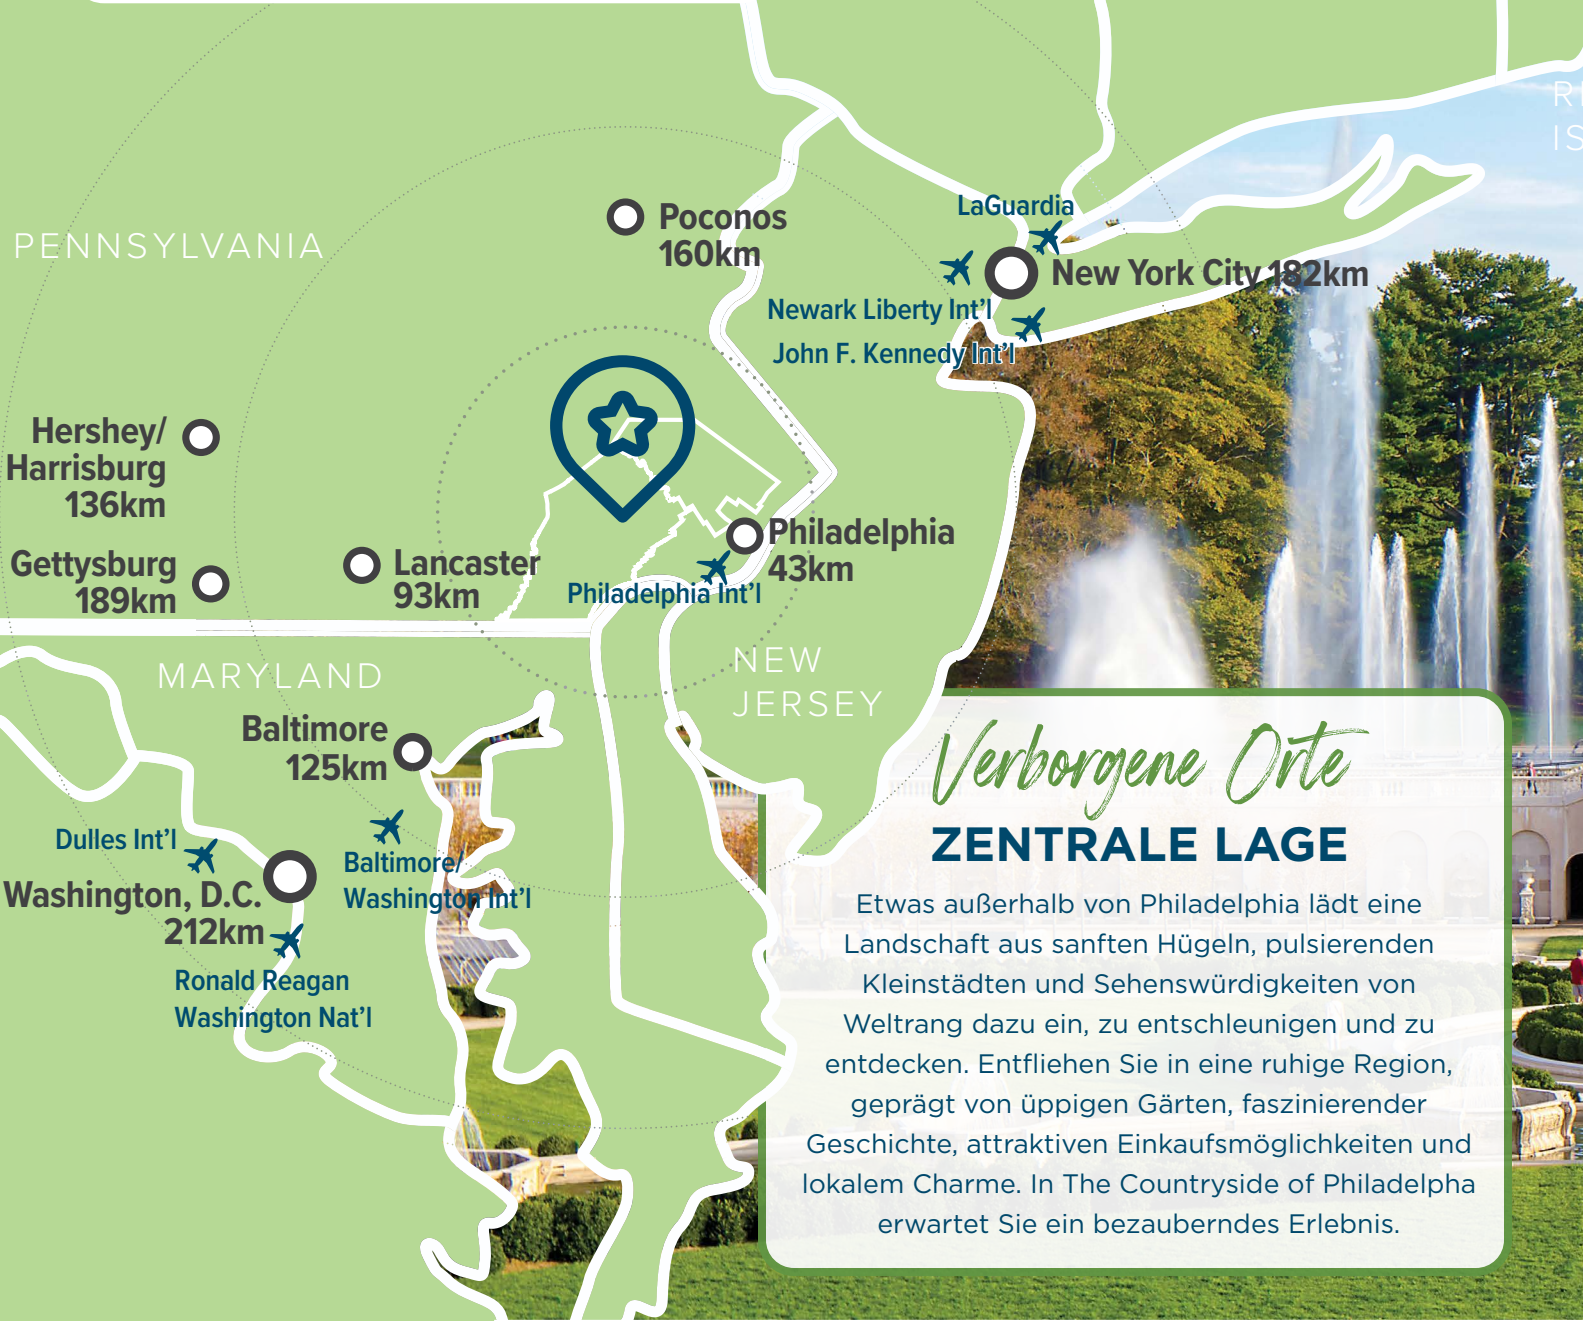 PENNSYLVANIA
Poconos
160km
LaGuardia
New York City 182km
Newark Liberty Int'l
John F. Kennedy Int'l
Hershey/
Harrisburg
136km
Gettysburg
189km
Lancaster
93km
Philadelphia
43km
Philadelphia Int'l
MARYLAND
NEW
JERSEY
Baltimore
125km
Dulles Int'l
Baltimore/
Washington Int'l
Washington, D.C.
212km
Ronald Reagan
Washington Nat'l
Verborgene Orte
ZENTRALE LAGE
Etwas außerhalb von Philadelphia lädt eine
Landschaft aus sanften Hügeln, pulsierenden
Kleinstädten und Sehenswürdigkeiten von
Weltrang dazu ein, zu entschleunigen und zu
entdecken. Entfliehen Sie in eine ruhige Region,
geprägt von üppigen Gärten, faszinierender
Geschichte, attraktiven Einkaufsmöglichkeiten und
lokalem Charme. In The Countryside of Philadelpha
erwartet Sie ein bezauberndes Erlebnis.